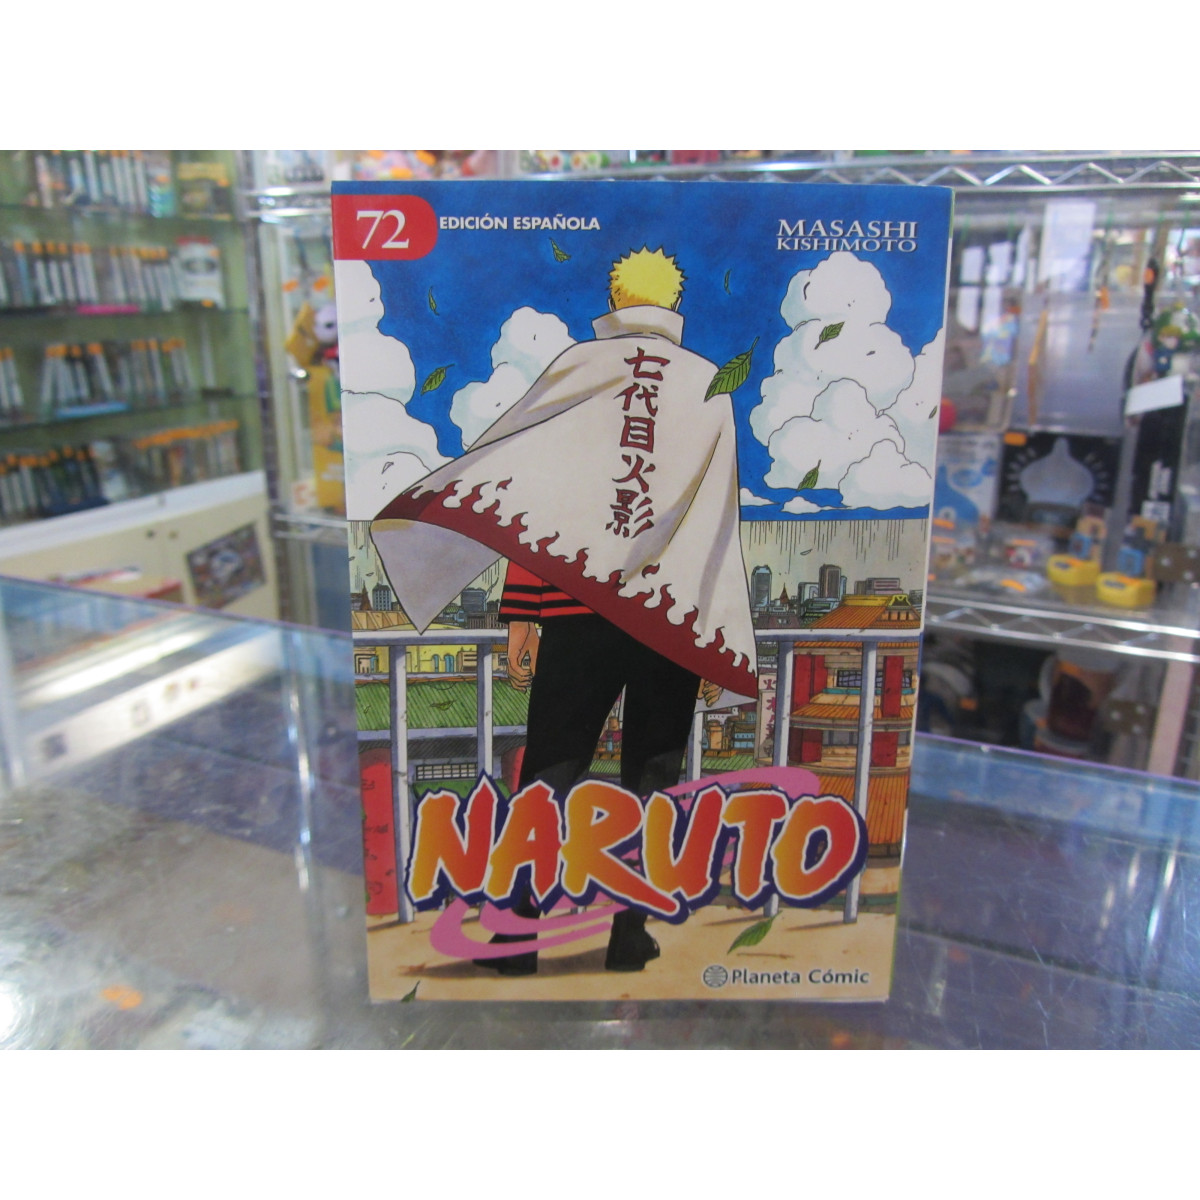 72
EDICIÓN ESPAÑOLA
MASASHI
KISHIMOTO
七代目火影
NARUTO
Planeta Cómic